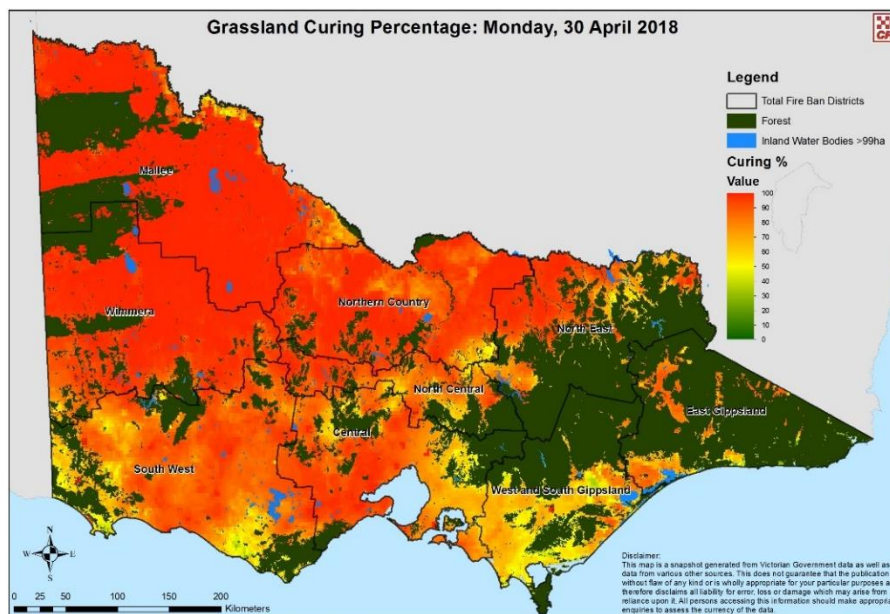 Grassland Curing Percentage: Monday, 30 April 2018
CFA
Legend
Total Fire Ban Districts
Forest
Inland Water Bodies >99ha
Curing %
Value
100
90
80
70
60
50
40
30
20
10
0
Mallee
Wimmera
Northern Country
North East
North Central
East Gippsland
Central
South West
West and South Gippsland
N
W E
S
0 25 50 100 150 200
Kilometers
Disclaimer:
This map is a snapshot generated from Victorian Government data as well as
data from various other sources. This does not guarantee that the publication
without flaw of any kind or is wholly appropriate for your particular purposes a
therefore disclaims all liability for error, loss or damage which may arise from
reliance upon it. All persons accessing this information should make appropria
enquiries to assess the currency of the data.